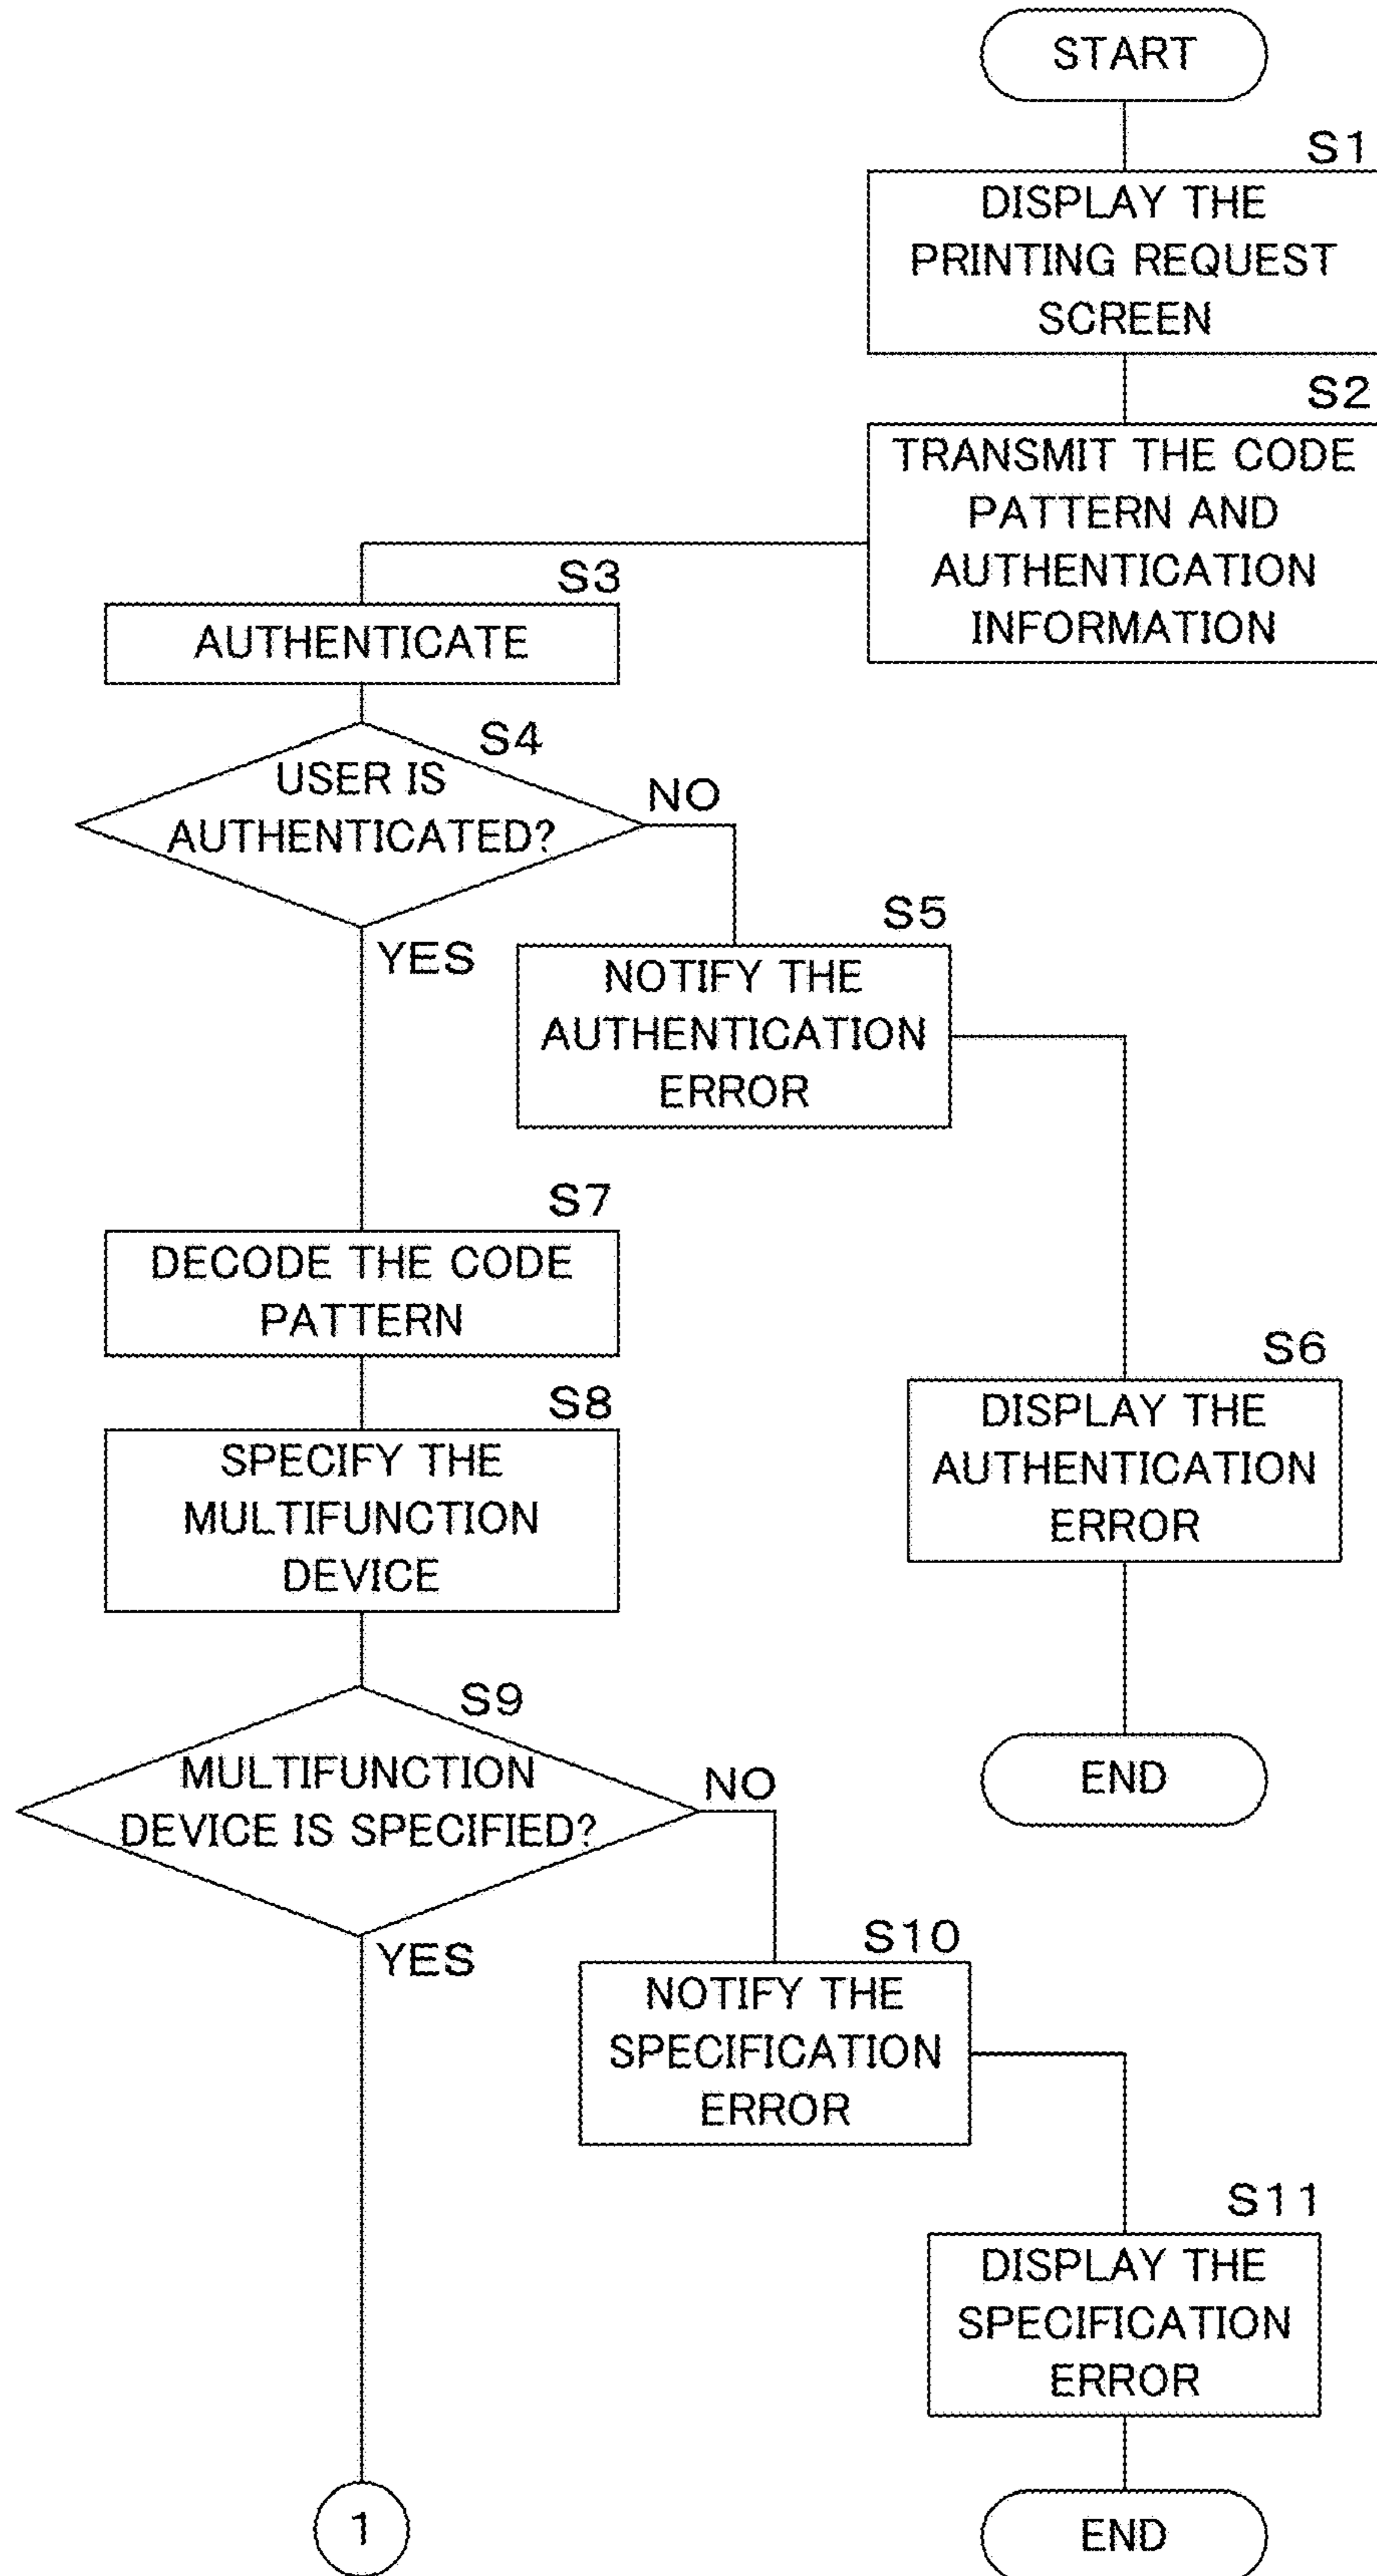 START
S1
DISPLAY THE
PRINTING REQUEST
SCREEN
S2
TRANSMIT THE CODE
PATTERN AND
AUTHENTICATION
INFORMATION
S3
AUTHENTICATE
S4
USER IS
AUTHENTICATED?
NO
YES
S5
NOTIFY THE
AUTHENTICATION
ERROR
S7
DECODE THE CODE
PATTERN
S6
DISPLAY THE
AUTHENTICATION
ERROR
END
S8
SPECIFY THE
MULTIFUNCTION
DEVICE
S9
MULTIFUNCTION
DEVICE IS SPECIFIED?
NO
YES
S10
NOTIFY THE
SPECIFICATION
ERROR
S11
DISPLAY THE
SPECIFICATION
ERROR
1
END